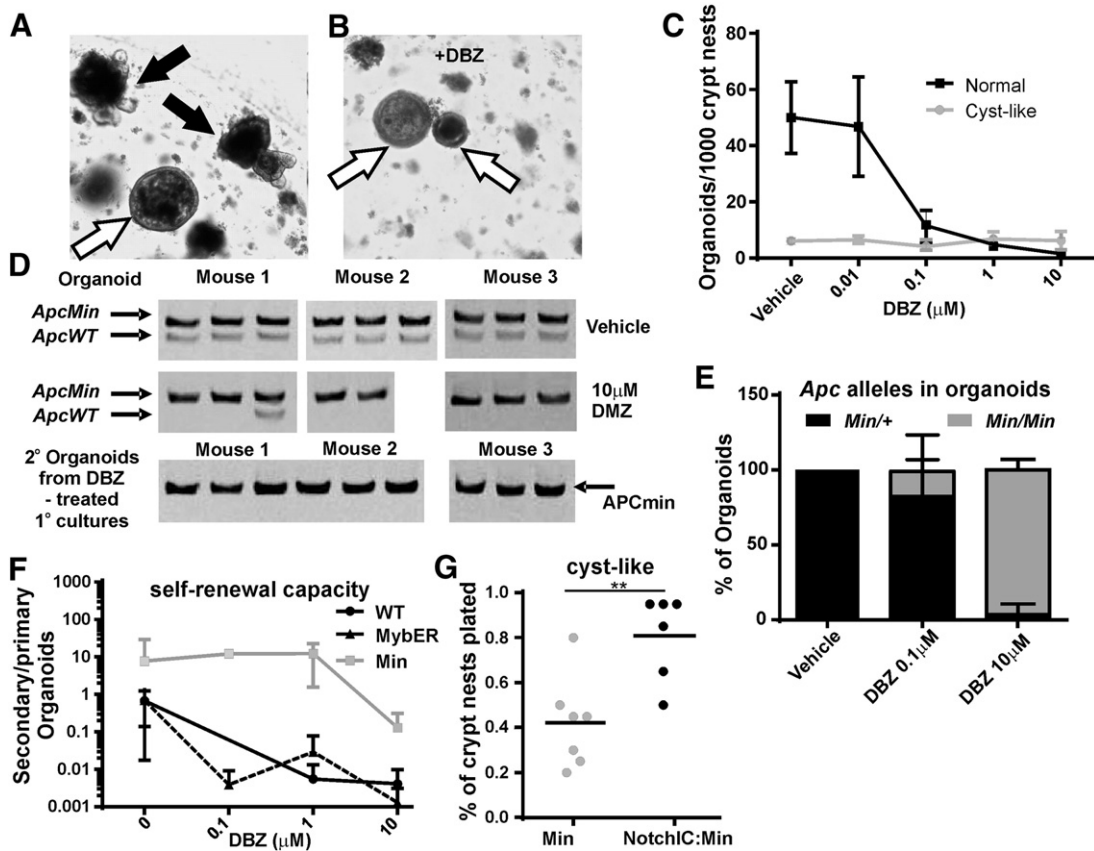 A
B
+DBZ
C
Organoids/1000 crypt nests
80
60
40
20
0
Normal
Cyst-like
Vehicle
0.01
0.1
1
10
DBZ (μM)
D
Organoid
Mouse 1
Mouse 2
Mouse 3
ApcMin
ApcWT
Vehicle
ApcMin
ApcWT
10μM
DMZ
2° Organoids
from DBZ
- treated
1° cultures
Mouse 1
Mouse 2
Mouse 3
APCmin
E
Apc alleles in organoids
Min/+
Min/Min
% of Organoids
150
100
50
0
Vehicle
DBZ 0.1μM
DBZ 10μM
F
self-renewal capacity
WT
MybER
Min
Secondary/primary
Organoids
1000
100
10
1
0.1
0.01
0.001
0
0.1
1
10
DBZ (μM)
G
cyst-like
**
% of crypt nests plated
1.0
0.8
0.6
0.4
0.2
Min
NotchIC:Min